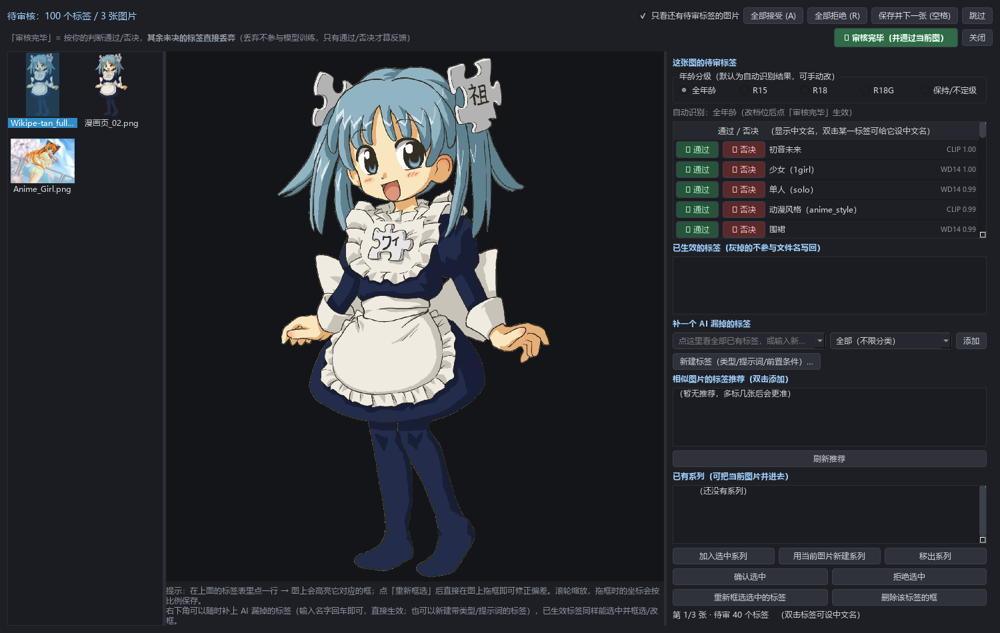 待审核：100 个标签 / 3 张图片
✓ 只看还有待审标签的图片
全部接受 (A)
全部拒绝 (R)
保存并下一张 (空格)
跳过
「审核完毕」= 按你的判断通过/否决，其余未决的标签直接丢弃（丢弃不参与模型训练，只有通过/否决才算反馈）
审核完毕（并通过当前图）
关闭
Wikipe-tan_full...
漫画页_02.png
Anime_Girl.png
祖
ワィ
提示：在上面的标签表里点一行 → 图上会高亮它对应的框；点「重新框选」后直接在图上拖框即可修正偏差。滚轮缩放，拖框时的坐标会按
比例保存。
右下角可以随时补上 AI 漏掉的标签（输入名字回车即可，直接生效；也可以新建带类型/提示词的标签），已生效标签同样能选中并框选/改
框。
这张图的待审标签
年龄分级（默认为自动识别结果，可手动改）
全年龄
R15
R18
R18G
保持/不定级
自动识别：全年龄（改档位后点「审核完毕」生效）
通过 / 否决 （显示中文名，双击某一标签可给它设中文名）
通过 否决 初音未来 CLIP 1.00
通过 否决 少女（1girl） WD14 1.00
通过 否决 单人（solo） WD14 0.99
通过 否决 动漫风格（anime_style） CLIP 0.99
通过 否决 围裙 WD14 0.99
已生效的标签（灰掉的不参与文件名写回）
补一个 AI 漏掉的标签
点这里看全部已有标签，或输入新...
全部（不限分类）
添加
新建标签（类型/提示词/前置条件）...
相似图片的标签推荐（双击添加）
（暂无推荐，多标几张后会更准）
刷新推荐
已有系列（可把当前图片并进去）
（还没有系列）
加入选中系列
用当前图片新建系列
移出系列
确认选中
拒绝选中
重新框选选中的标签
删除该标签的框
第 1/3 张 · 待审 40 个标签 （双击标签可设中文名）